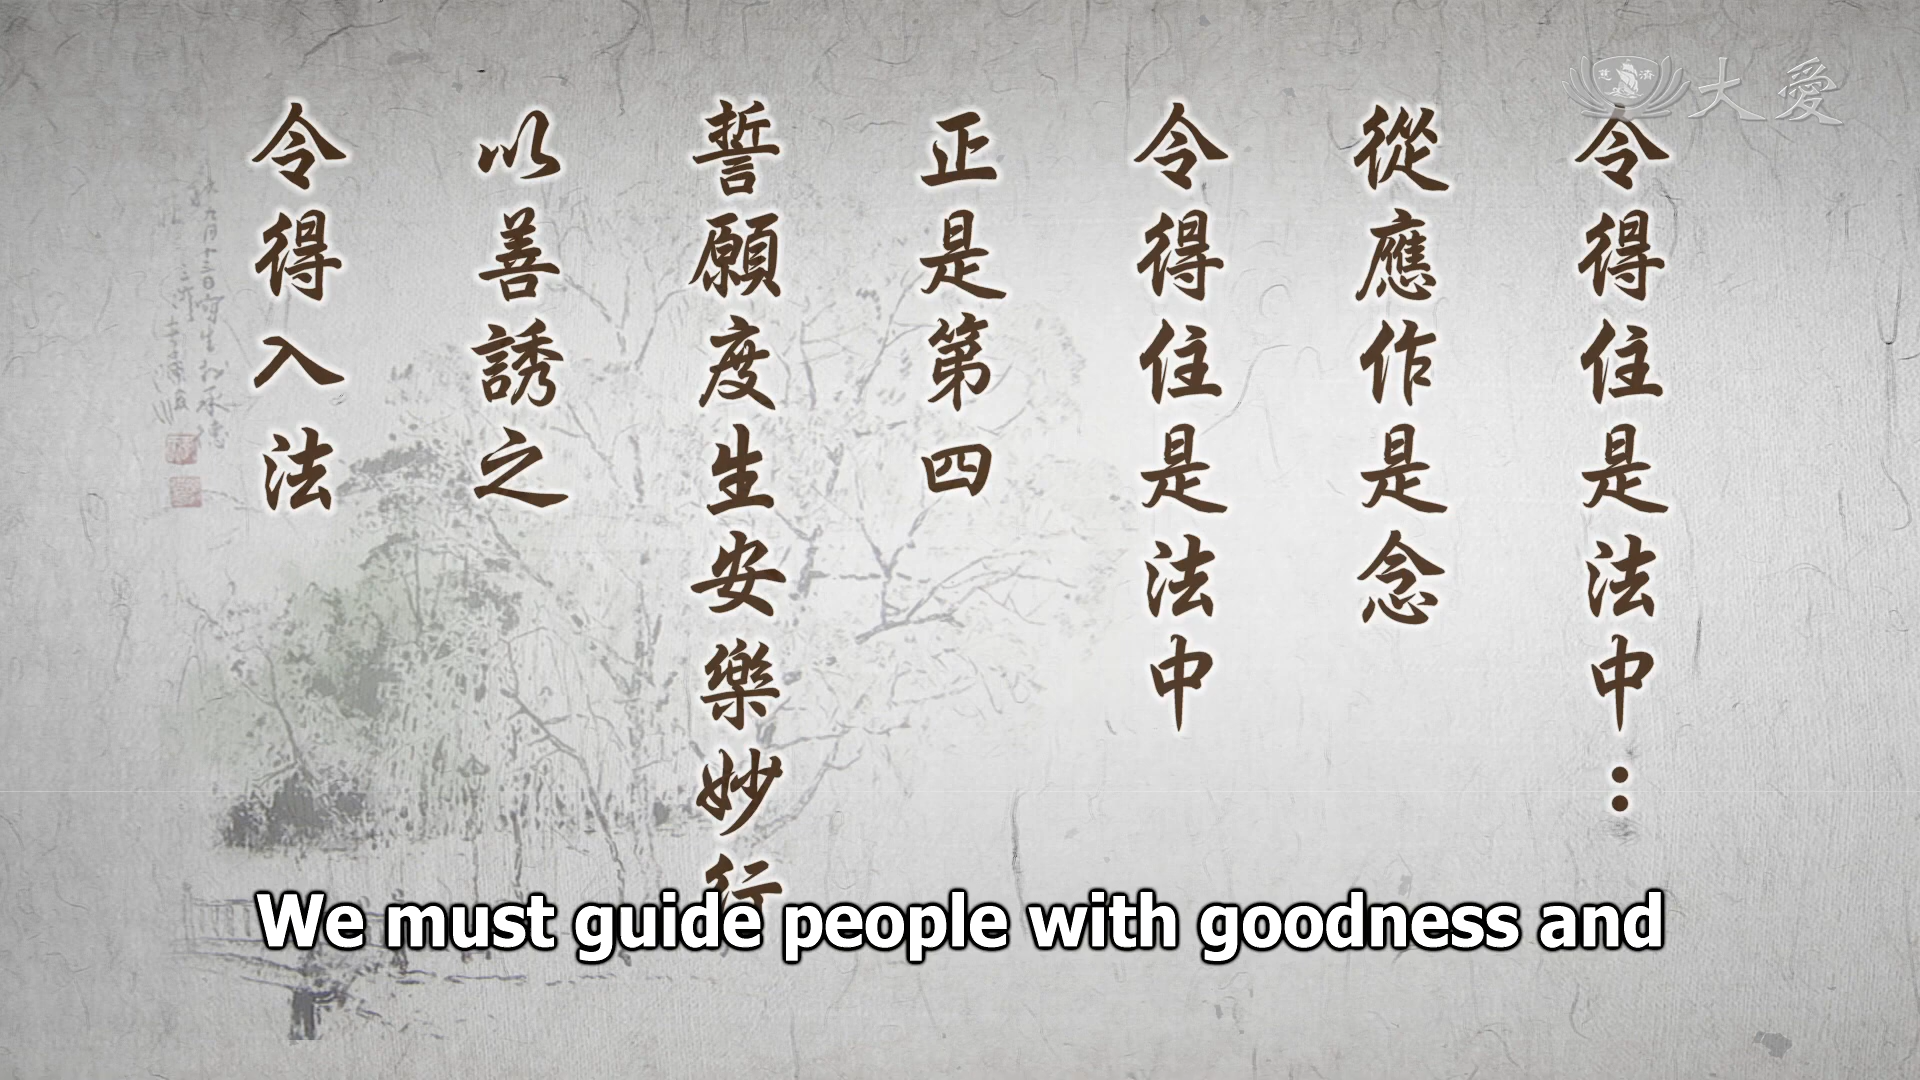 大愛
令得住是法中：
從應作是念
令得住是法中
正是第四
誓願度生安樂妙行
以善誘之
令得入法
We must guide people with goodness and